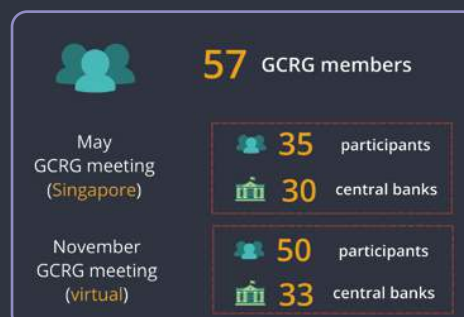 57 GCRG members
May
GCRG meeting
(Singapore)
35 participants
30 central banks
November
GCRG meeting
(virtual)
50 participants
33 central banks